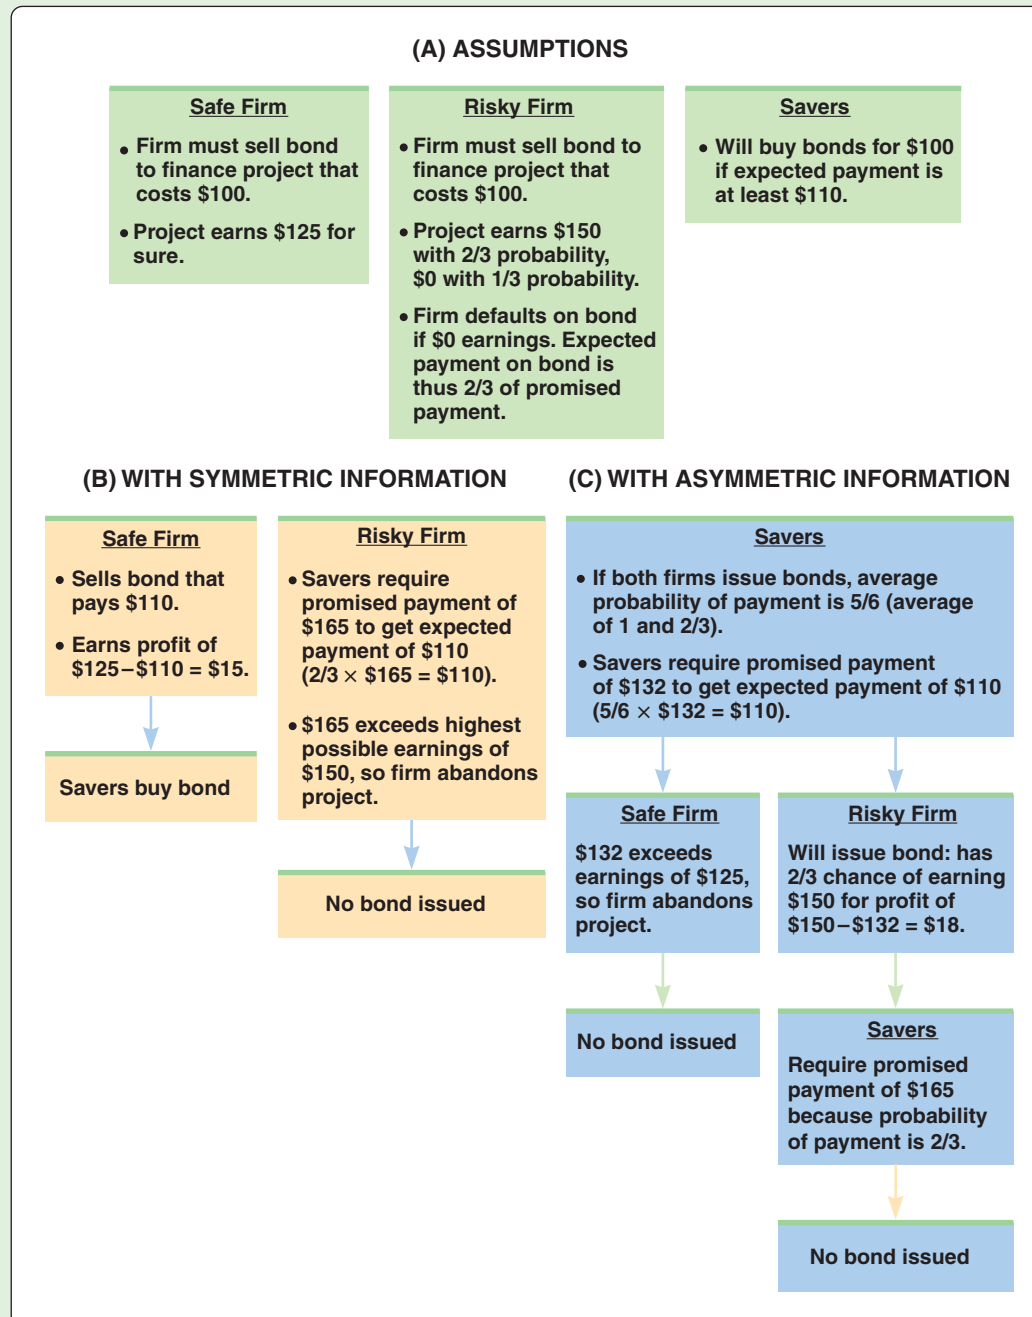 (A) ASSUMPTIONS
Safe Firm
• Firm must sell bond
to finance project that
costs $100.
• Project earns $125 for
sure.
Risky Firm
• Firm must sell bond to
finance project that
costs $100.
• Project earns $150
with 2/3 probability,
$0 with 1/3 probability.
• Firm defaults on bond
if $0 earnings. Expected
payment on bond is
thus 2/3 of promised
payment.
Savers
• Will buy bonds for $100
if expected payment is
at least $110.
(B) WITH SYMMETRIC INFORMATION
Safe Firm
• Sells bond that
pays $110.
• Earns profit of
$125–$110 = $15.
Savers buy bond
Risky Firm
• Savers require
promised payment of
$165 to get expected
payment of $110
(2/3 × $165 = $110).
• $165 exceeds highest
possible earnings of
$150, so firm abandons
project.
No bond issued
(C) WITH ASYMMETRIC INFORMATION
Savers
• If both firms issue bonds, average
probability of payment is 5/6 (average
of 1 and 2/3).
• Savers require promised payment
of $132 to get expected payment of $110
(5/6 × $132 = $110).
Safe Firm
$132 exceeds
earnings of $125,
so firm abandons
project.
No bond issued
Risky Firm
Will issue bond: has
2/3 chance of earning
$150 for profit of
$150–$132 = $18.
Savers
Require promised
payment of $165
because probability
of payment is 2/3.
No bond issued